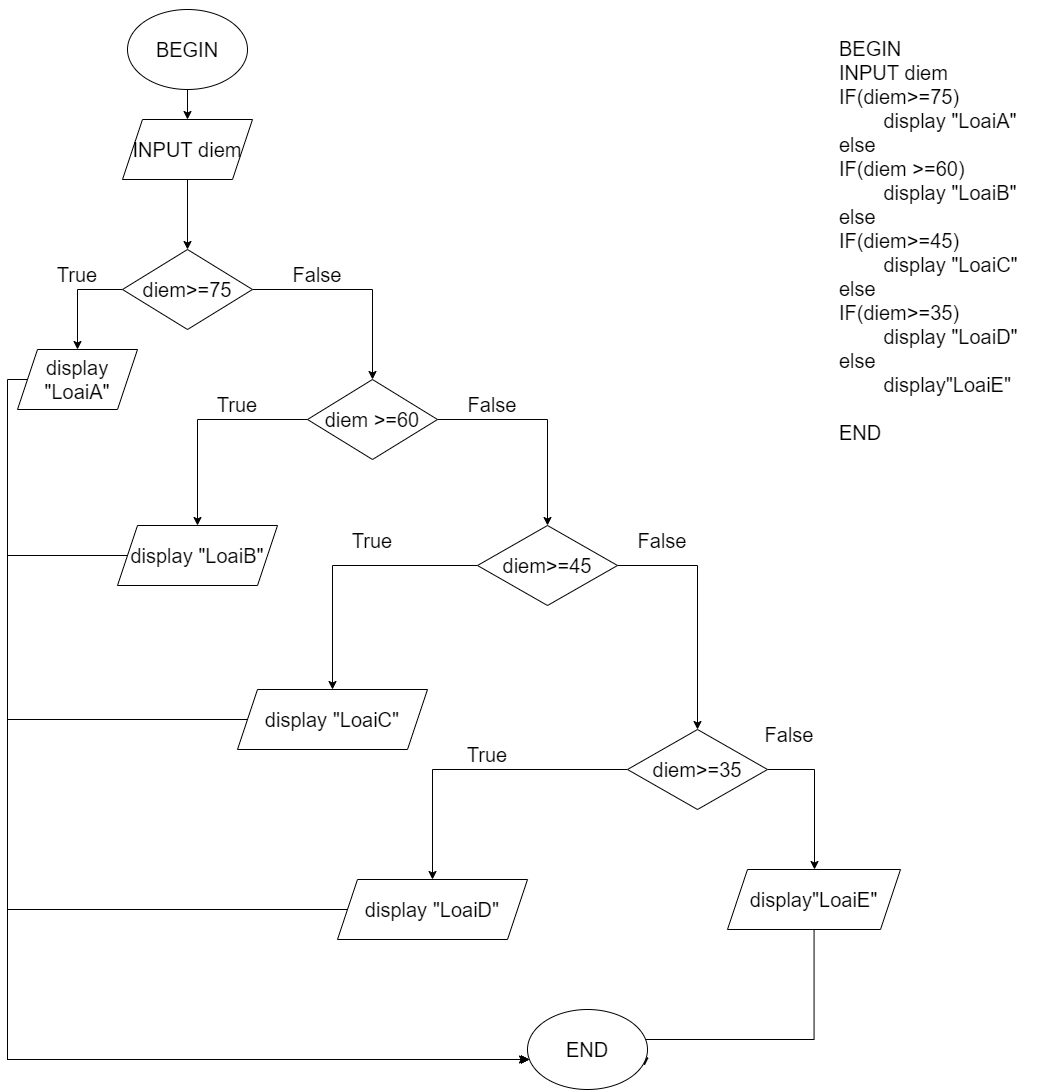 BEGIN
INPUT diem
diem>=75
True
False
display
"LoaiA"
diem >=60
True
False
display "LoaiB"
diem>=45
True
False
display "LoaiC"
diem>=35
True
False
display "LoaiD"
display"LoaiE"
END
BEGIN
INPUT diem
IF(diem>=75)
display "LoaiA"
else
IF(diem >=60)
display "LoaiB"
else
IF(diem>=45)
display "LoaiC"
else
IF(diem>=35)
display "LoaiD"
else
display"LoaiE"
END